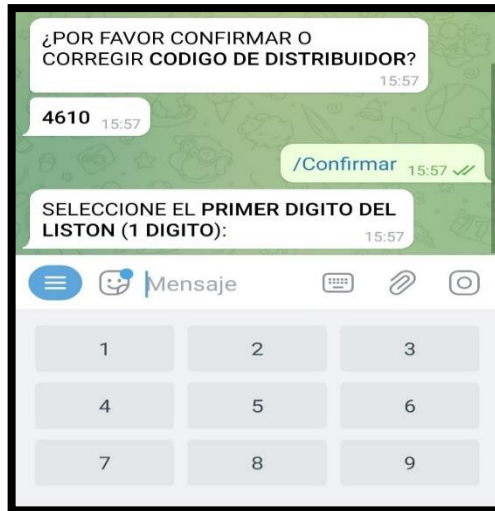 ¿POR FAVOR CONFIRMAR O
CORREGIR CODIGO DE DISTRIBUIDOR?
15:57
4610 15:57
/Confirmar 15:57
SELECCIONE EL PRIMER DIGITO DEL
LISTON (1 DIGITO):
15:57
Mensaje
1 2 3
4 5 6
7 8 9